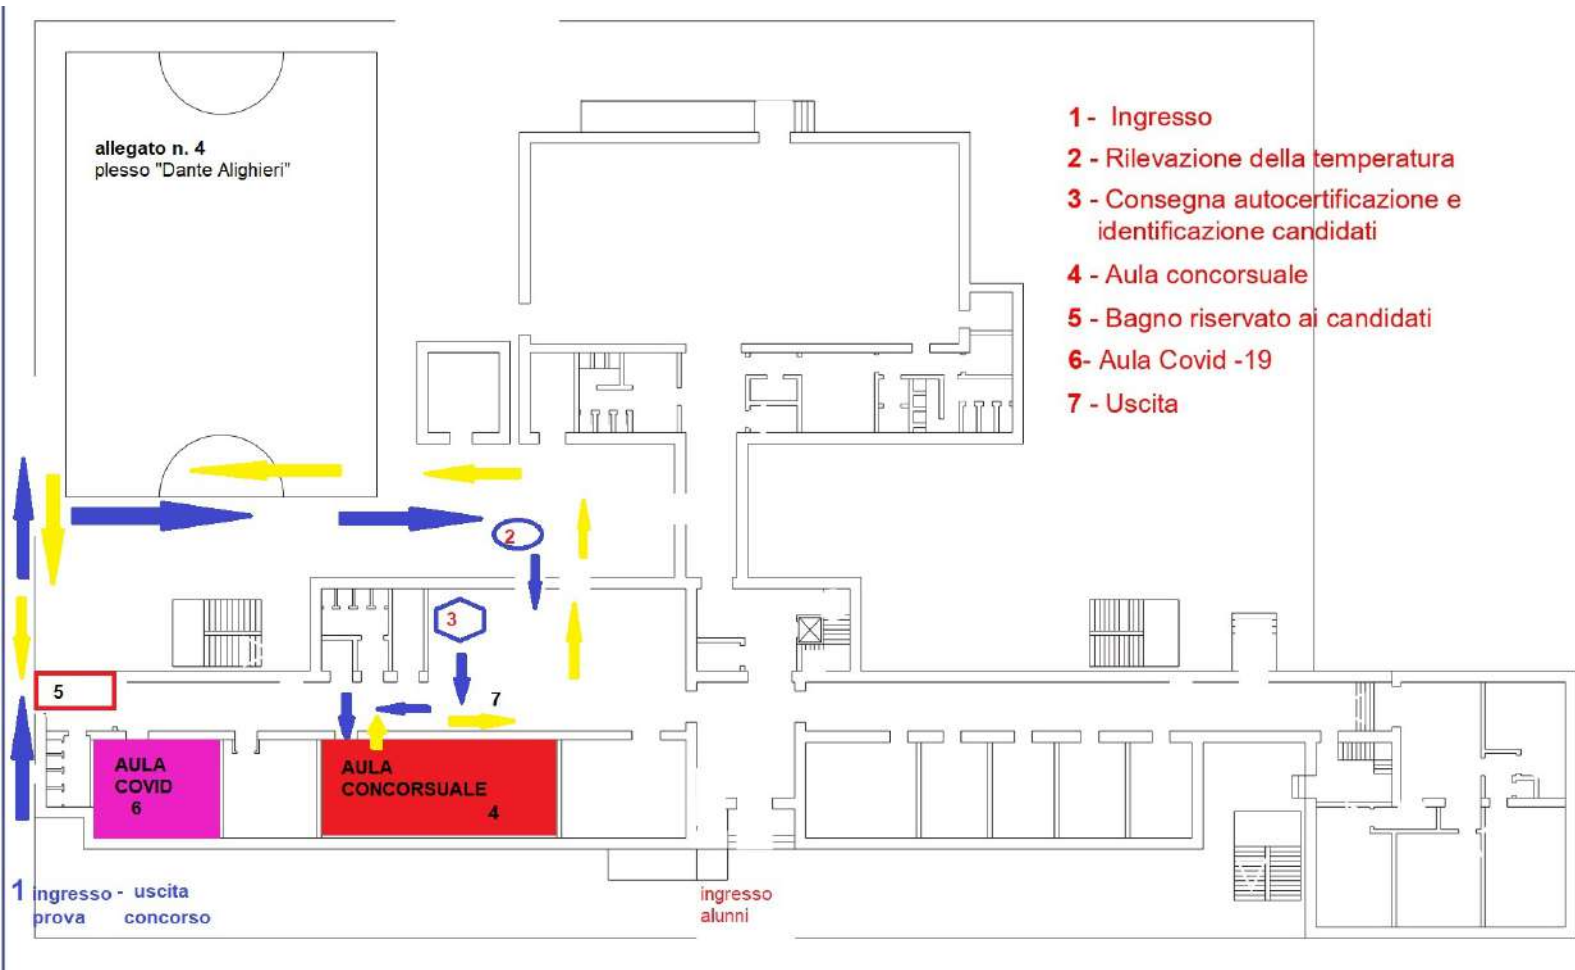 allegato n. 4
plesso "Dante Alighieri"
1 - Ingresso
2 - Rilevazione della temperatura
3 - Consegna autocertificazione e
identificazione candidati
4 - Aula concorsuale
5 - Bagno riservato ai candidati
6- Aula Covid -19
7 - Uscita
2
3
5
7
AULA
COVID
6
AULA
CONCORSUALE
4
1 ingresso - uscita
prova concorso
ingresso
alunni